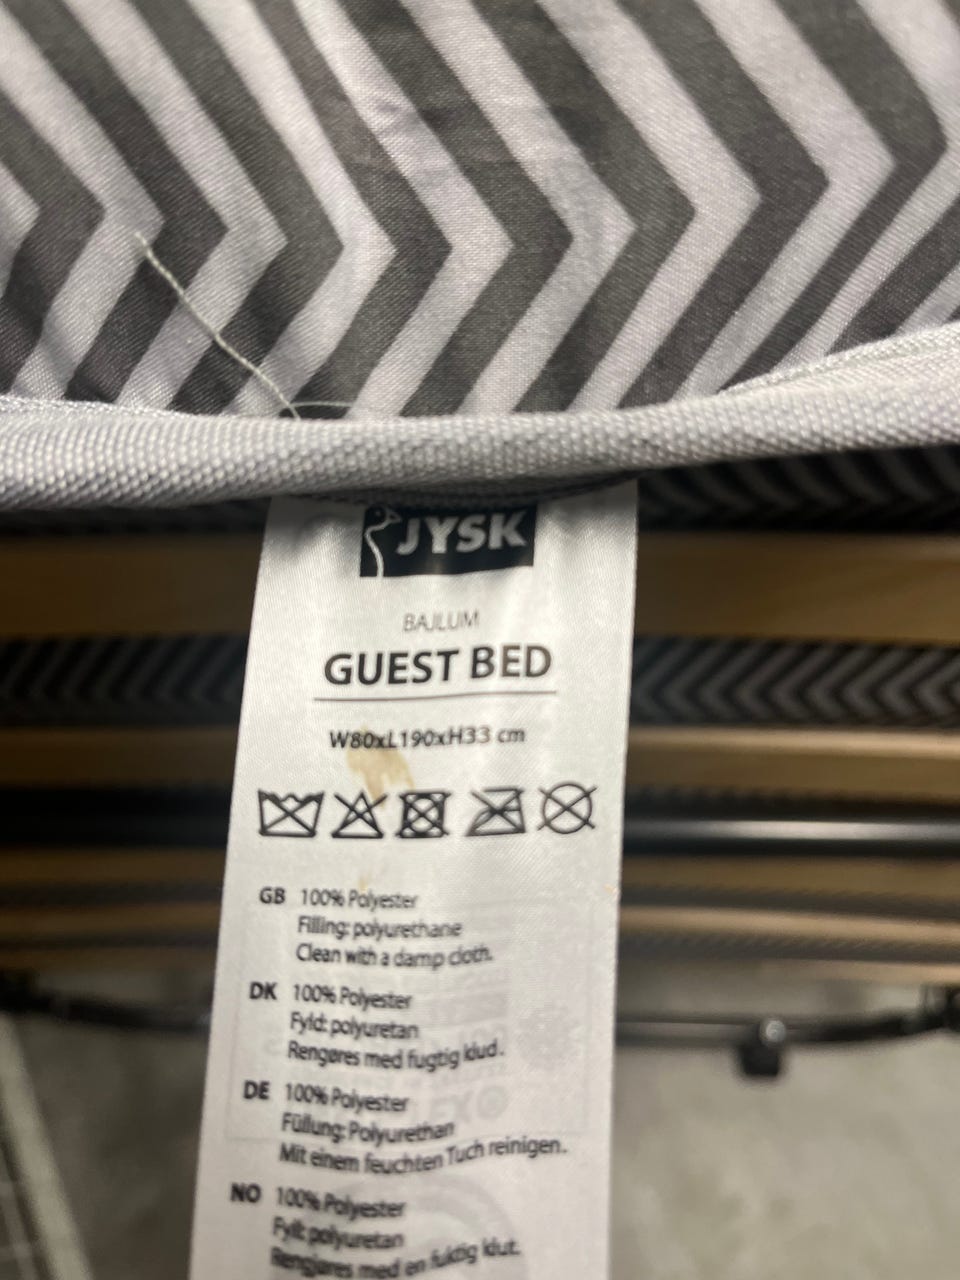 JYSK
BAJLUM
GUEST BED
W80xL190xH33 cm
GB 100% Polyester
Filling: polyurethane
Clean with a damp cloth.
DK 100% Polyester
Fyld: polyuretan
Rengøres med fugtig klud.
DE 100% Polyester
Füllung: Polyurethan
Mit einem feuchten Tuch reinigen.
NO 100% Polyester
Fyll: polyuretan
Rengjøres med en fuktig klut.